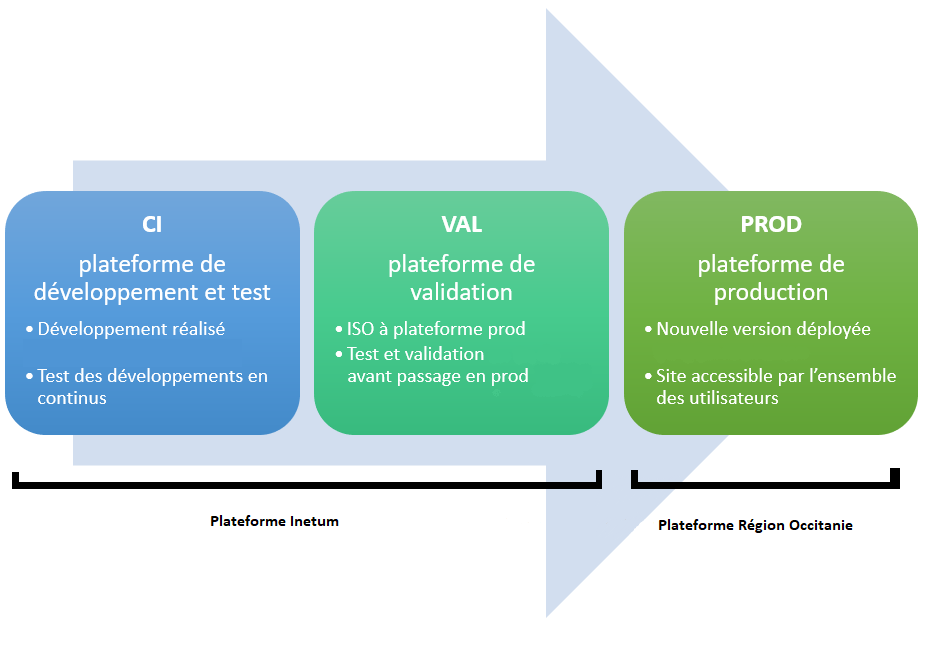 CI
plateforme de
développement et test
• Développement réalisé
• Test des développements en
continus
VAL
plateforme de
validation
• ISO à plateforme prod
• Test et validation
avant passage en prod
PROD
plateforme de
production
• Nouvelle version déployée
• Site accessible par l'ensemble
des utilisateurs
Plateforme Inetum
Plateforme Région Occitanie